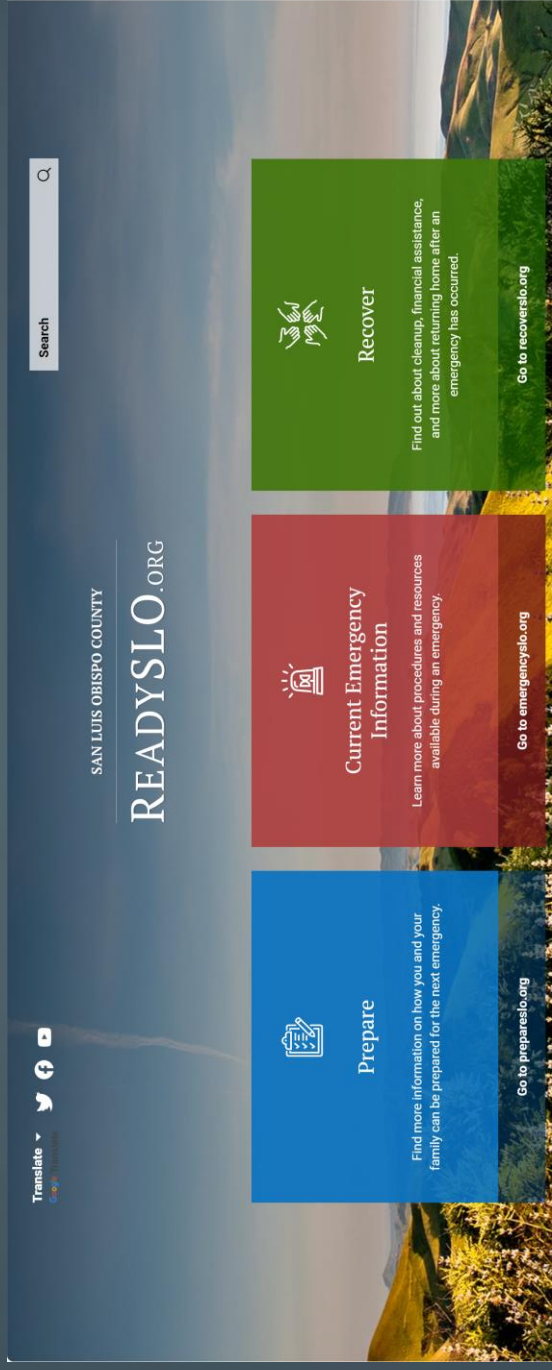 Translate
Google Translate
Search
SAN LUIS OBISPO COUNTY
READYSLO.ORG
Prepare
Find more information on how you and your
family can be prepared for the next emergency.
Go to prepareslo.org
Current Emergency
Information
Learn more about procedures and resources
available during an emergency.
Go to emergencyslo.org
Recover
Find out about cleanup, financial assistance,
and more about returning home after an
emergency has occurred.
Go to recoverslo.org